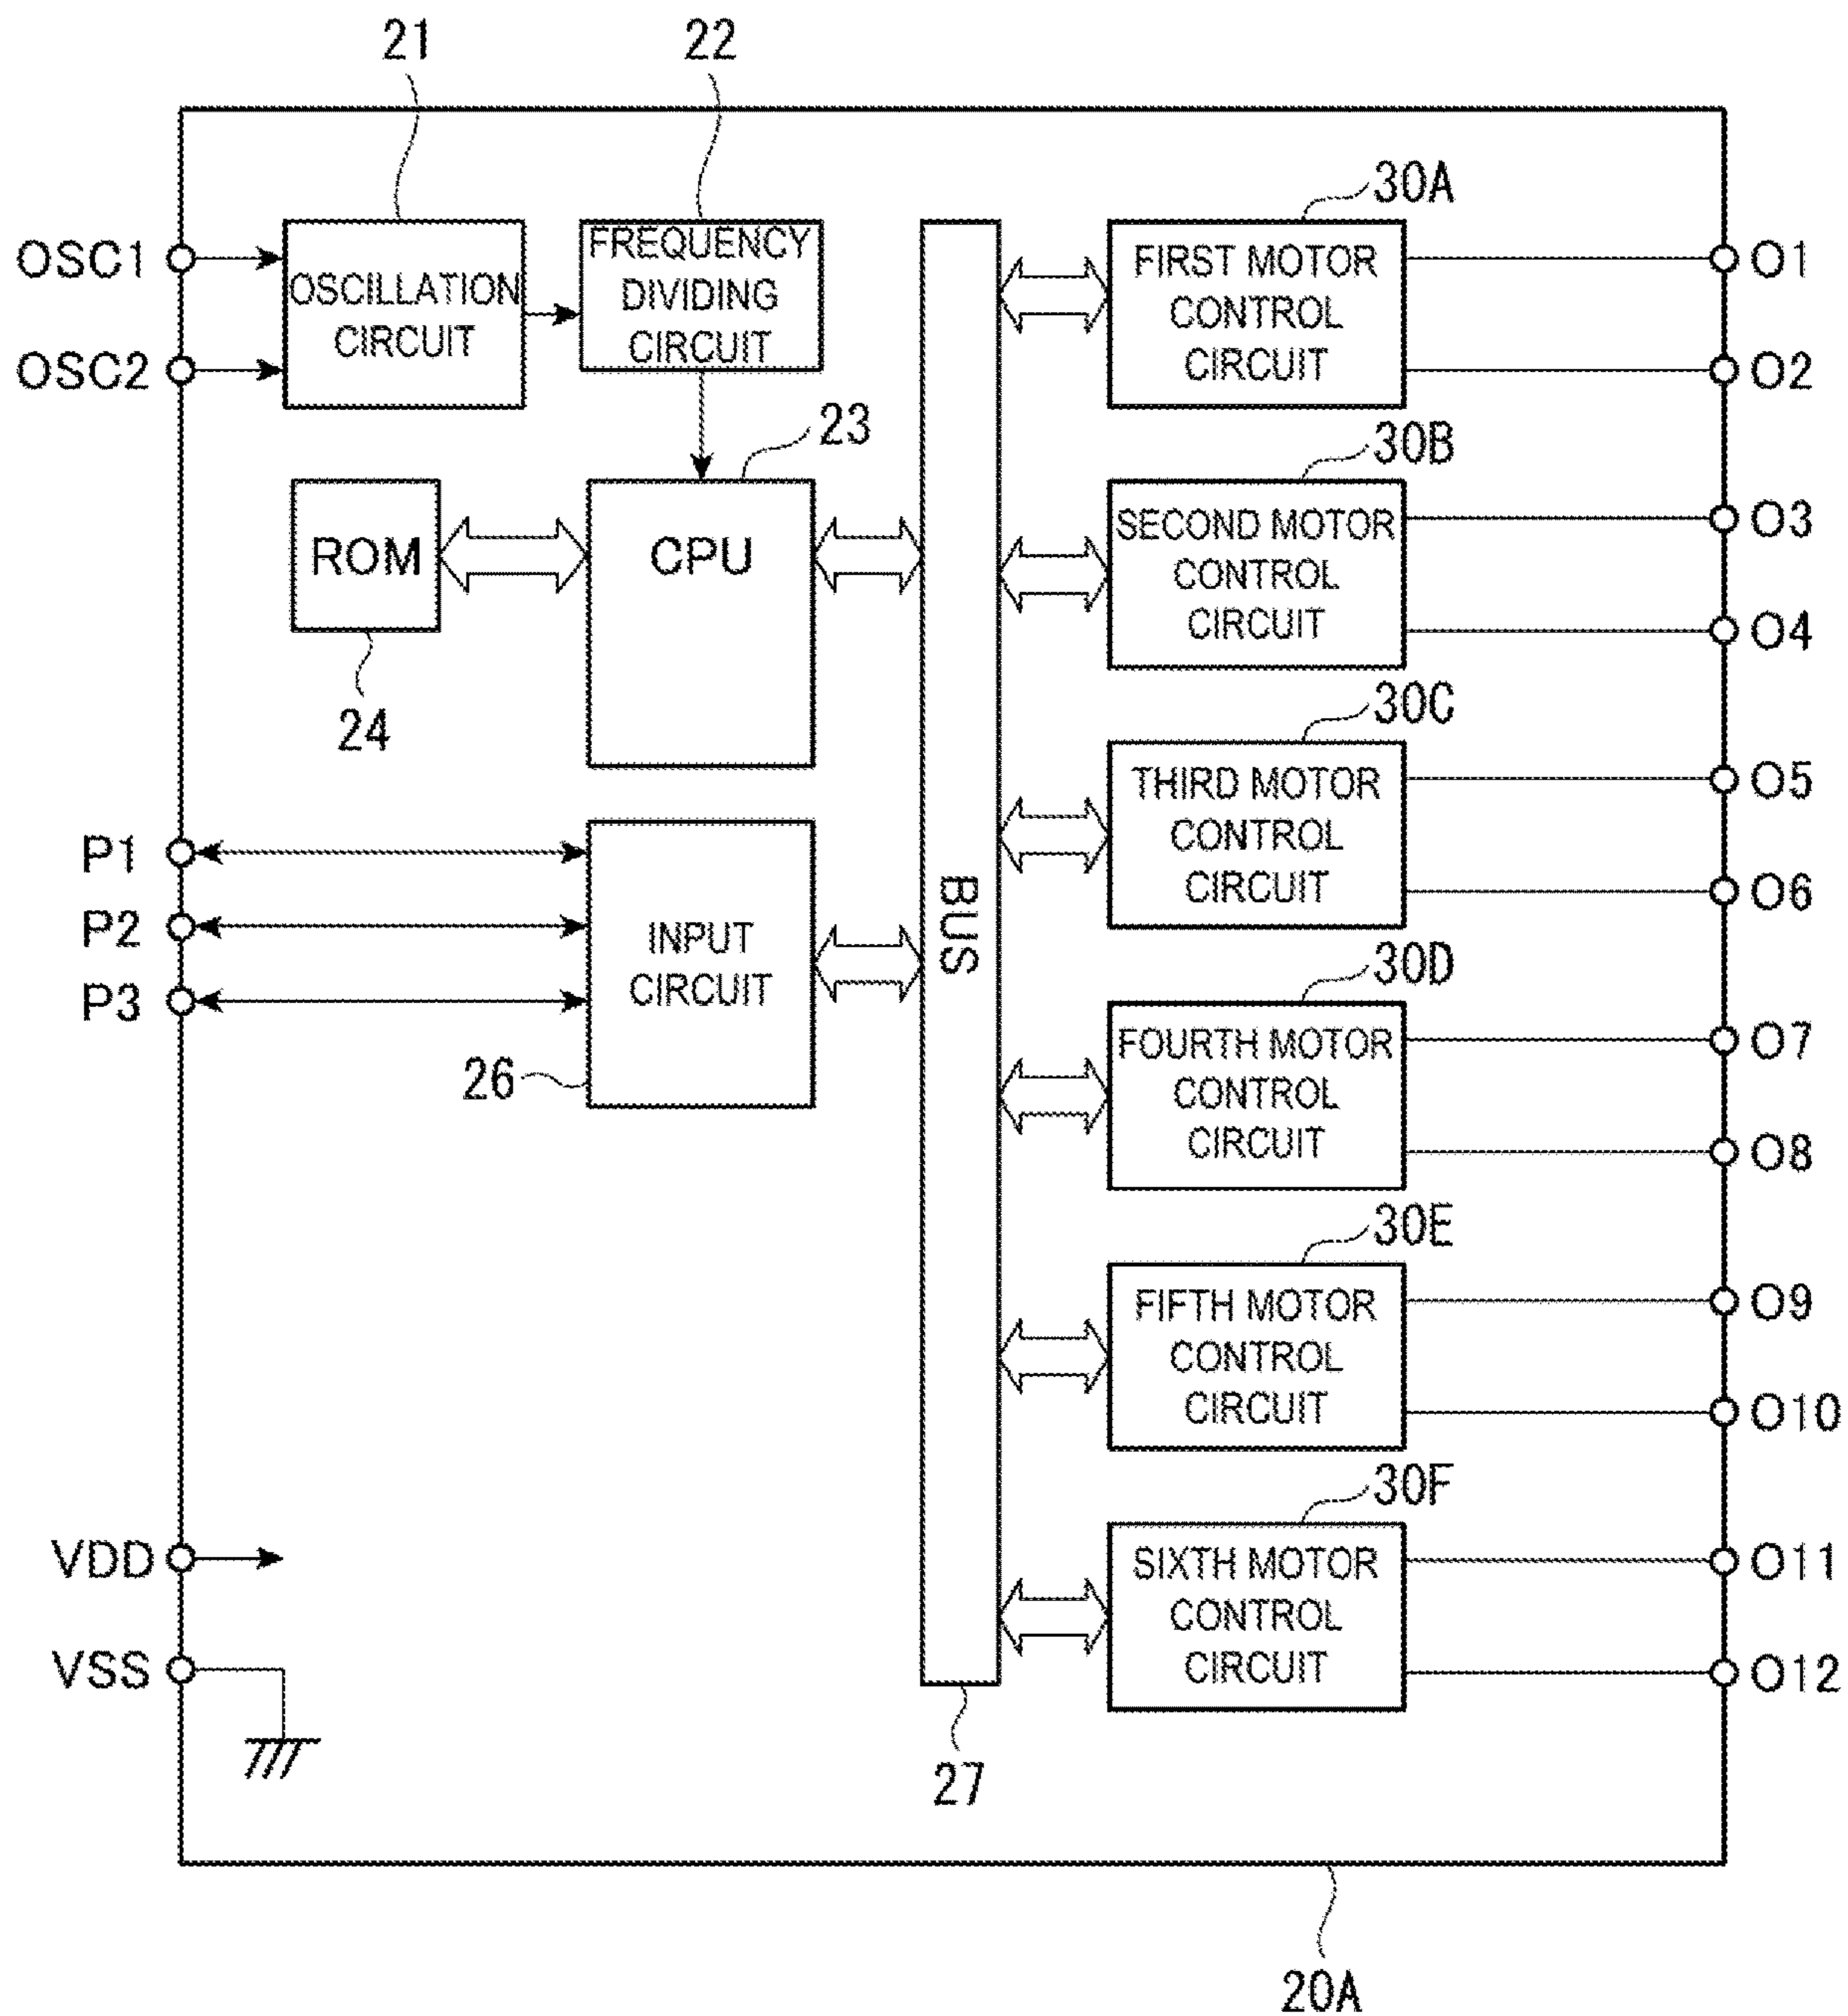 21
22
30A
OSC1
OSC2
OSCILLATION
CIRCUIT
FREQUENCY
DIVIDING
CIRCUIT
FIRST MOTOR
CONTROL
CIRCUIT
O1
O2
23
30B
ROM
CPU
SECOND MOTOR
CONTROL
CIRCUIT
O3
O4
24
30C
THIRD MOTOR
CONTROL
CIRCUIT
O5
O6
P1
P2
P3
INPUT
CIRCUIT
BUS
26
30D
FOURTH MOTOR
CONTROL
CIRCUIT
O7
O8
30E
FIFTH MOTOR
CONTROL
CIRCUIT
O9
O10
30F
VDD
VSS
SIXTH MOTOR
CONTROL
CIRCUIT
O11
O12
27
20A